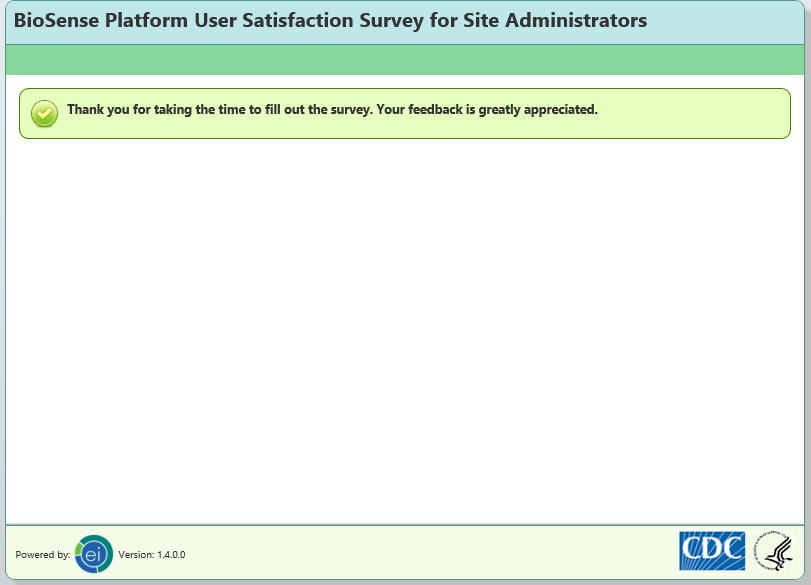 BioSense Platform User Satisfaction Survey for Site Administrators
Thank you for taking the time to fill out the survey. Your feedback is greatly appreciated.
Powered by: ei Version: 1.4.0.0
CDC